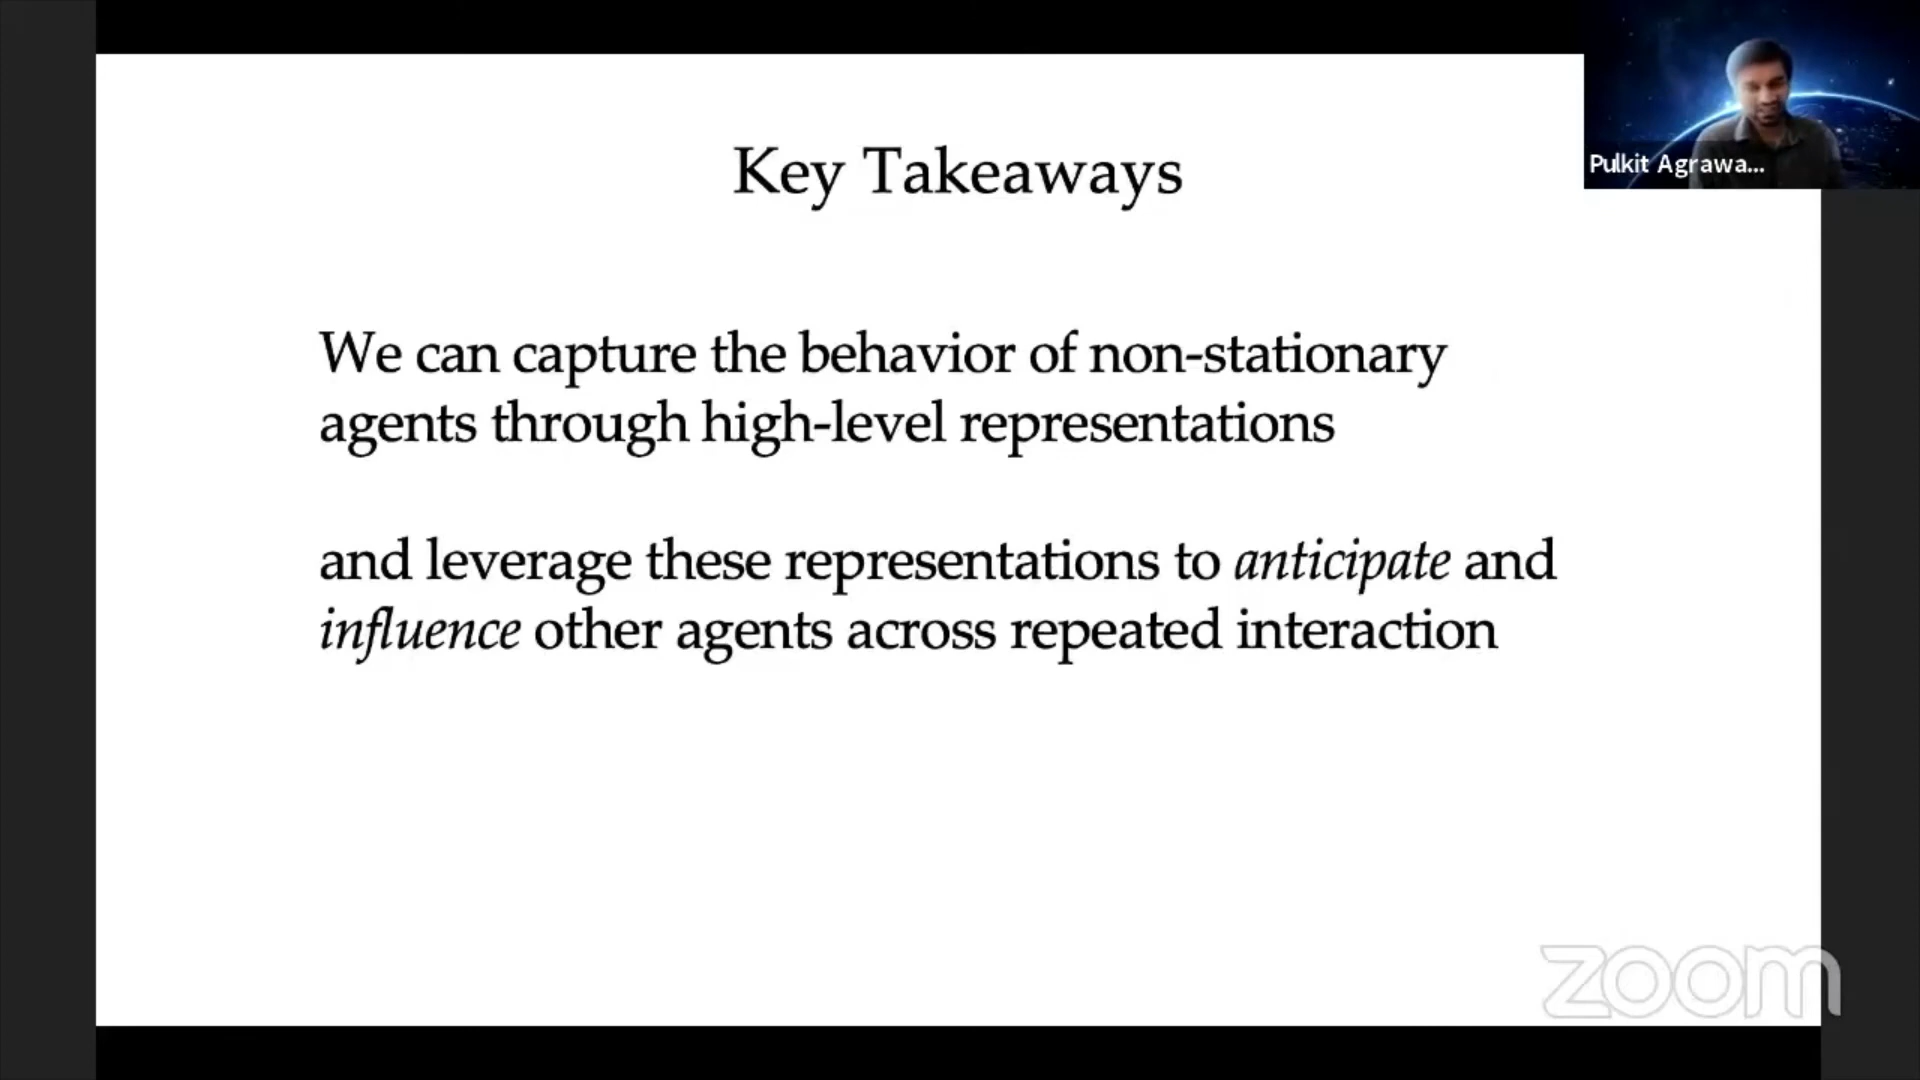 Key Takeaways
Pulkit Agrawa...
We can capture the behavior of non-stationary
agents through high-level representations
and leverage these representations to anticipate and
influence other agents across repeated interaction
zoom